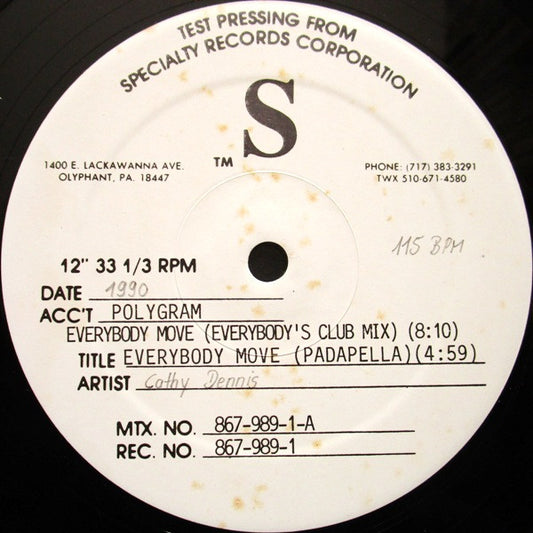 TEST PRESSING FROM
SPECIALTY RECORDS CORPORATION
S
TM
1400 E. LACKAWANNA AVE.
OLYPHANT, PA. 18447
PHONE: (717) 383-3291
TWX 510-671-4580
115 BPM
12" 33 1/3 RPM
DATE 1990
ACC'T POLYGRAM
EVERYBODY MOVE (EVERYBODY'S CLUB MIX) (8:10)
TITLE EVERYBODY MOVE (PADAPELLA)(4:59)
ARTIST Cathy Dennis
MTX. NO. 867-989-1-A
REC. NO. 867-989-1